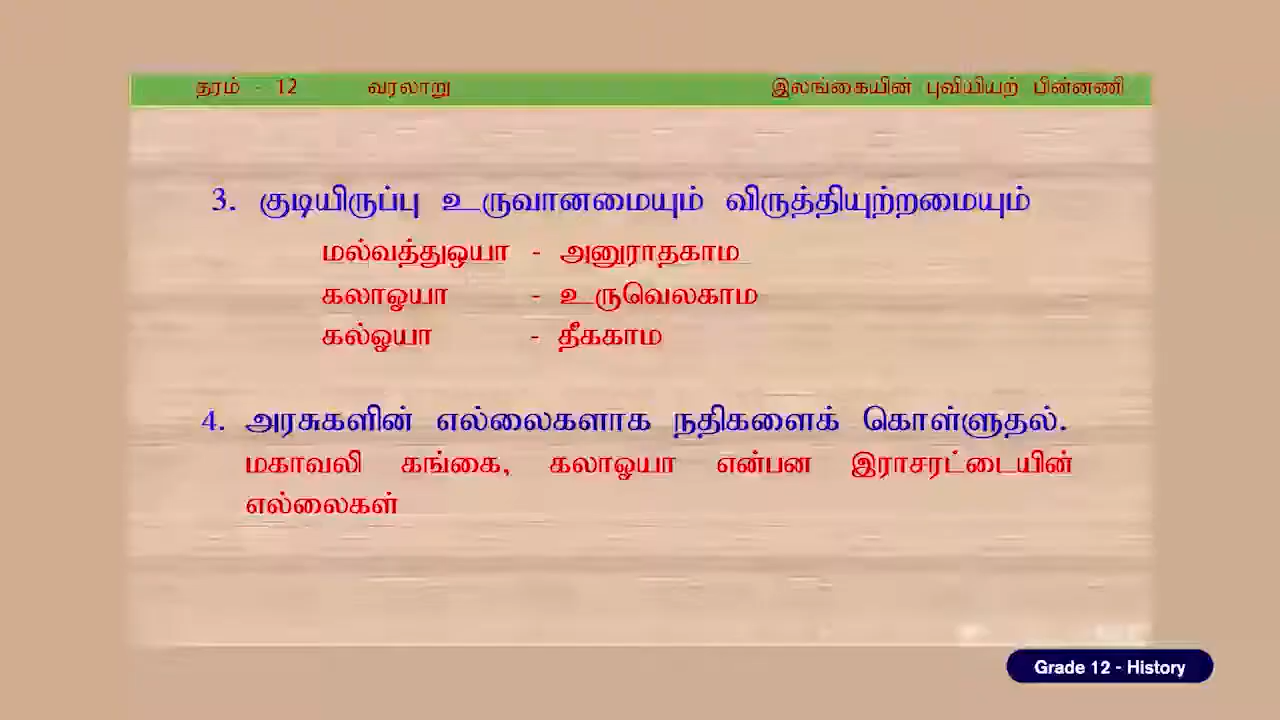 தரம் - 12 வரலாறு இலங்கையின் புவியியற் பின்னணி
3. குடியிருப்பு உருவானமையும் விருத்தியுற்றமையும்
மல்வத்துஒயா - அனுராதகாம
கலாஓயா - உருவெலகாம
கல்ஓயா - தீககாம
4. அரசுகளின் எல்லைகளாக நதிகளைக் கொள்ளுதல்.
மகாவலி கங்கை, கலாஓயா என்பன இராசரட்டையின்
எல்லைகள்
Grade 12 - History